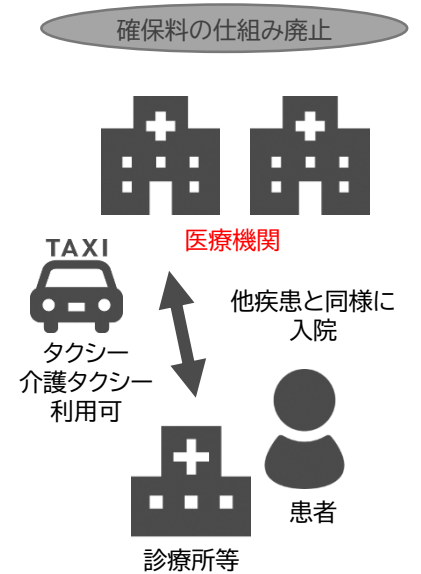 確保料の仕組み廃止
医療機関
TAXI
タクシー
介護タクシー
利用可
他疾患と同様に
入院
患者
診療所等